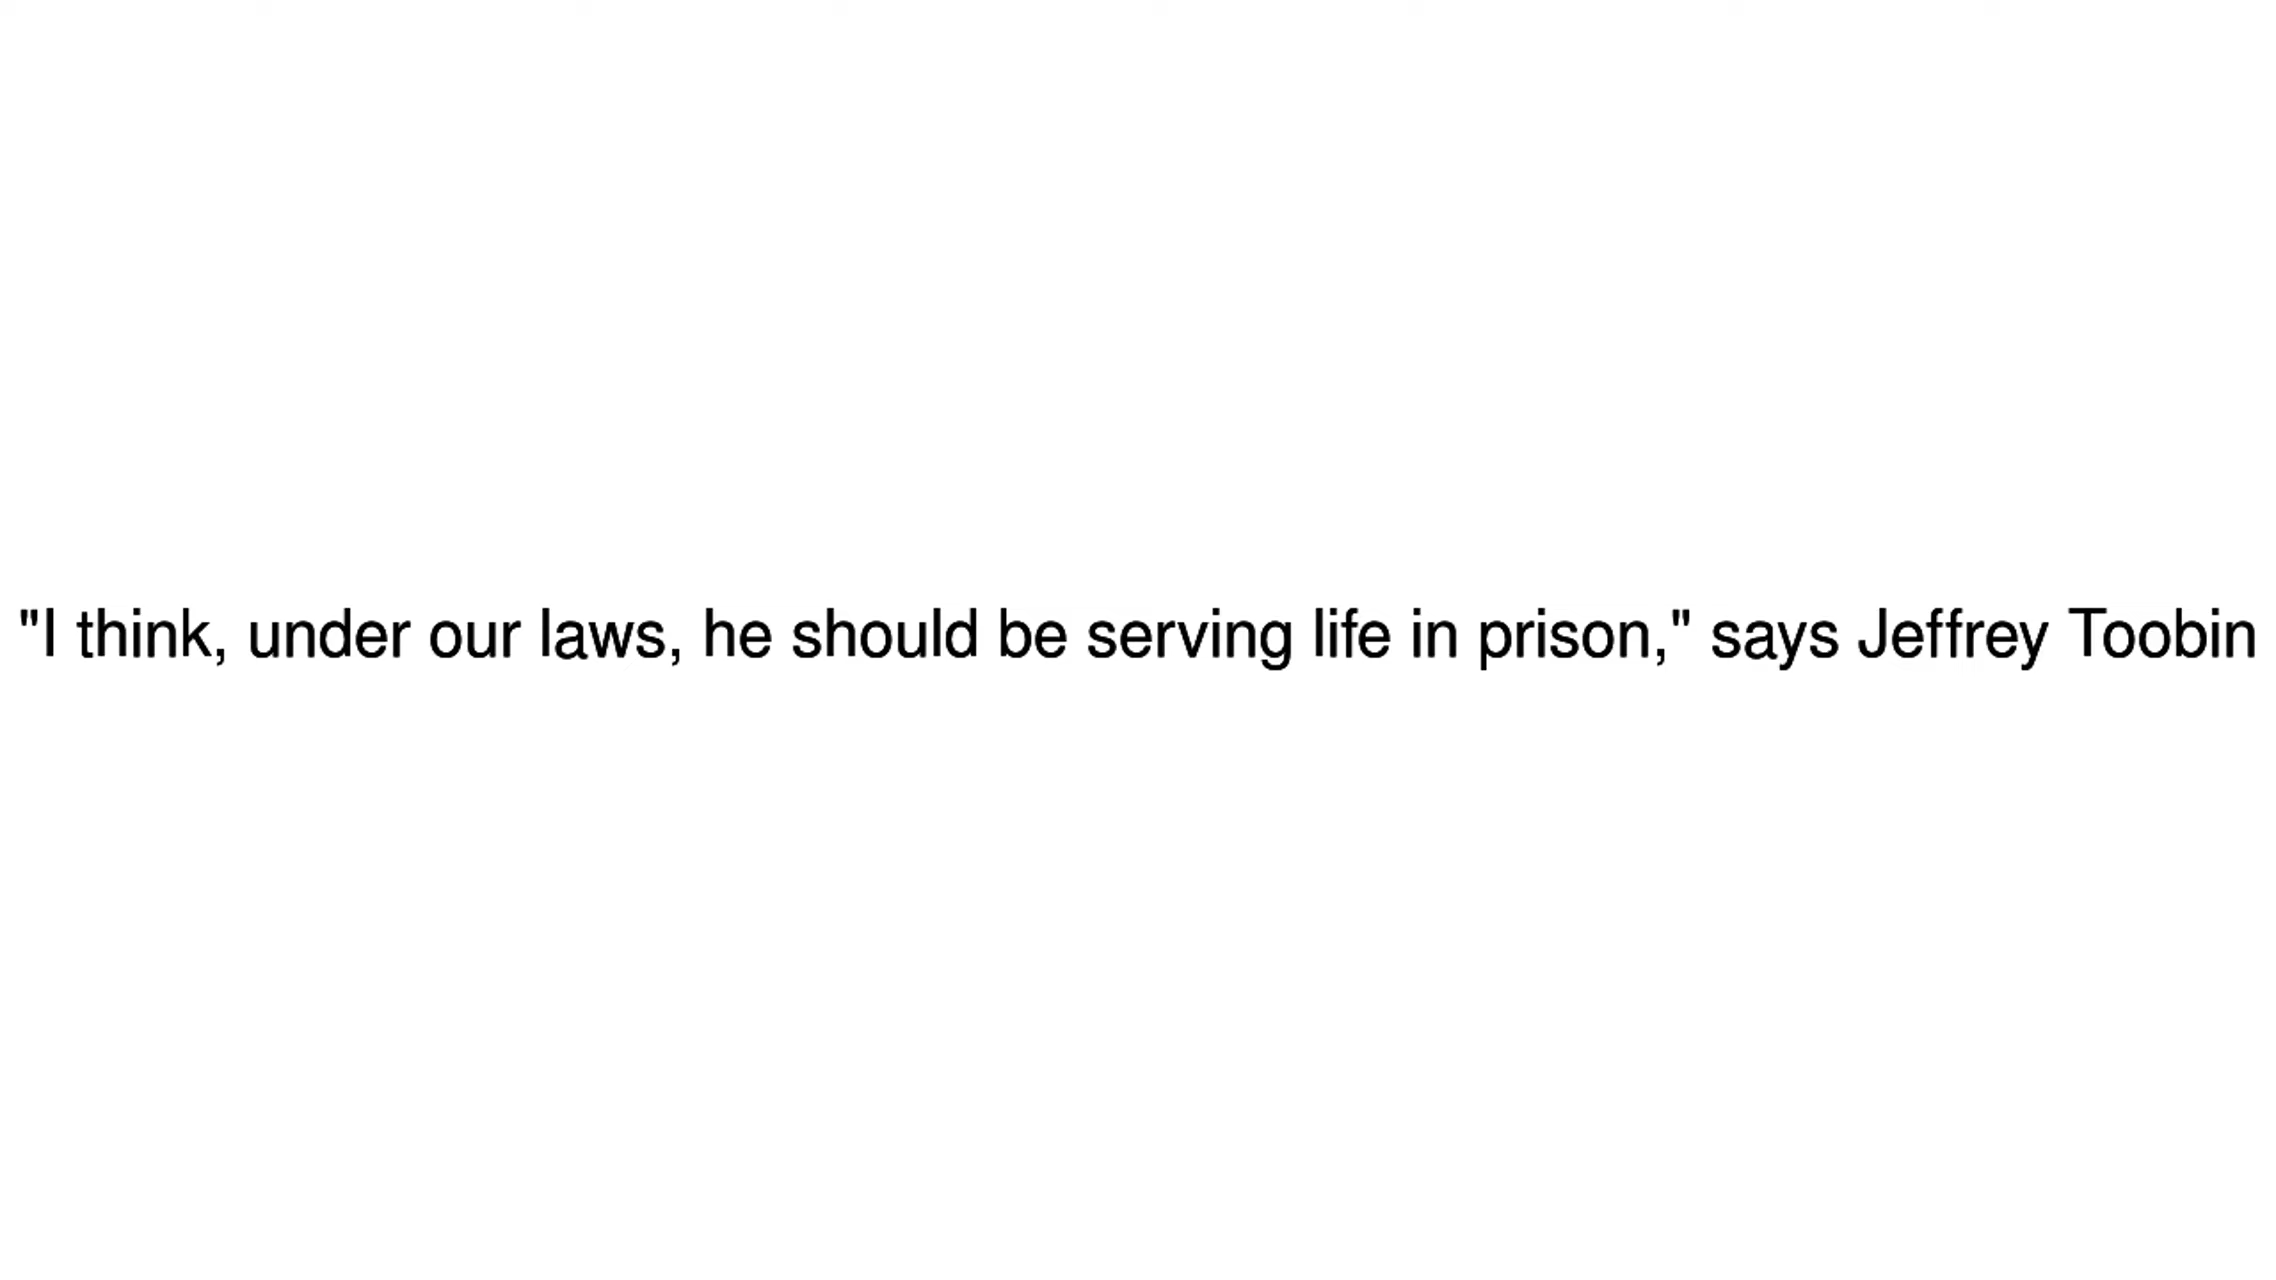 "I think, under our laws, he should be serving life in prison," says Jeffrey Toobin